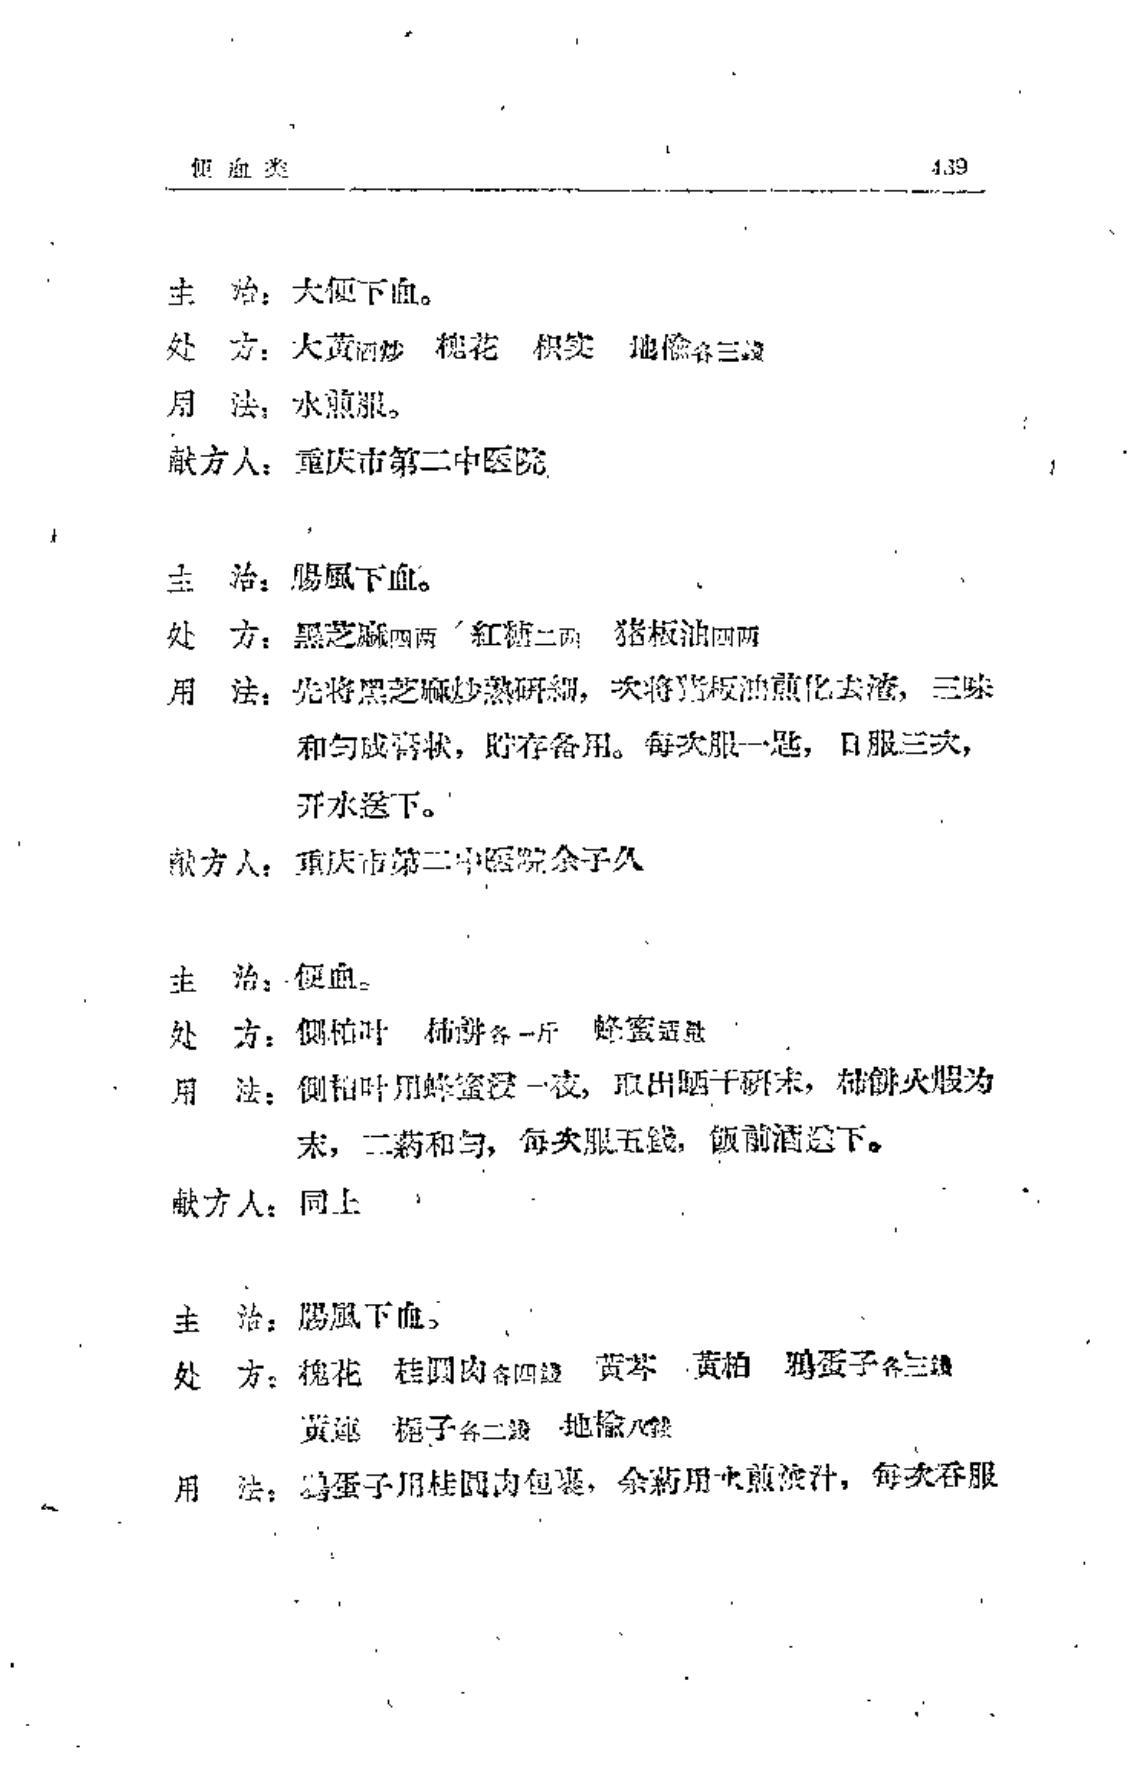 便血类 439
主　治：大便下血。
处　方：大黄酒炒　槐花　枳实　地榆各三錢
用　法：水煎服。
献方人：重庆市第二中医院
主　治：腸風下血。
处　方：黑芝麻四两　紅糖二两　猪板油四两
用　法：先将黑芝麻炒熟研細，次将猪板油煎化去渣，三味
和匀成膏状，貯存备用。每次服一匙，日服三次，
开水送下。
献方人：重庆市第二中医院余子久
主　治：便血。
处　方：側柏叶　柿餅各一斤　蜂蜜适量
用　法：側柏叶用蜂蜜浸一夜，取出晒干研末，柿餅火煅为
末，二葯和匀，每次服五錢，飯前酒送下。
献方人：同上
主　治：腸風下血。
处　方：槐花　桂圓肉各四錢　黄芩　黄柏　鴉蛋子各三錢
黄連　梔子各二錢　地榆八錢
用　法：鴉蛋子用桂圓肉包裹，余葯用水煎濃汁，每次吞服